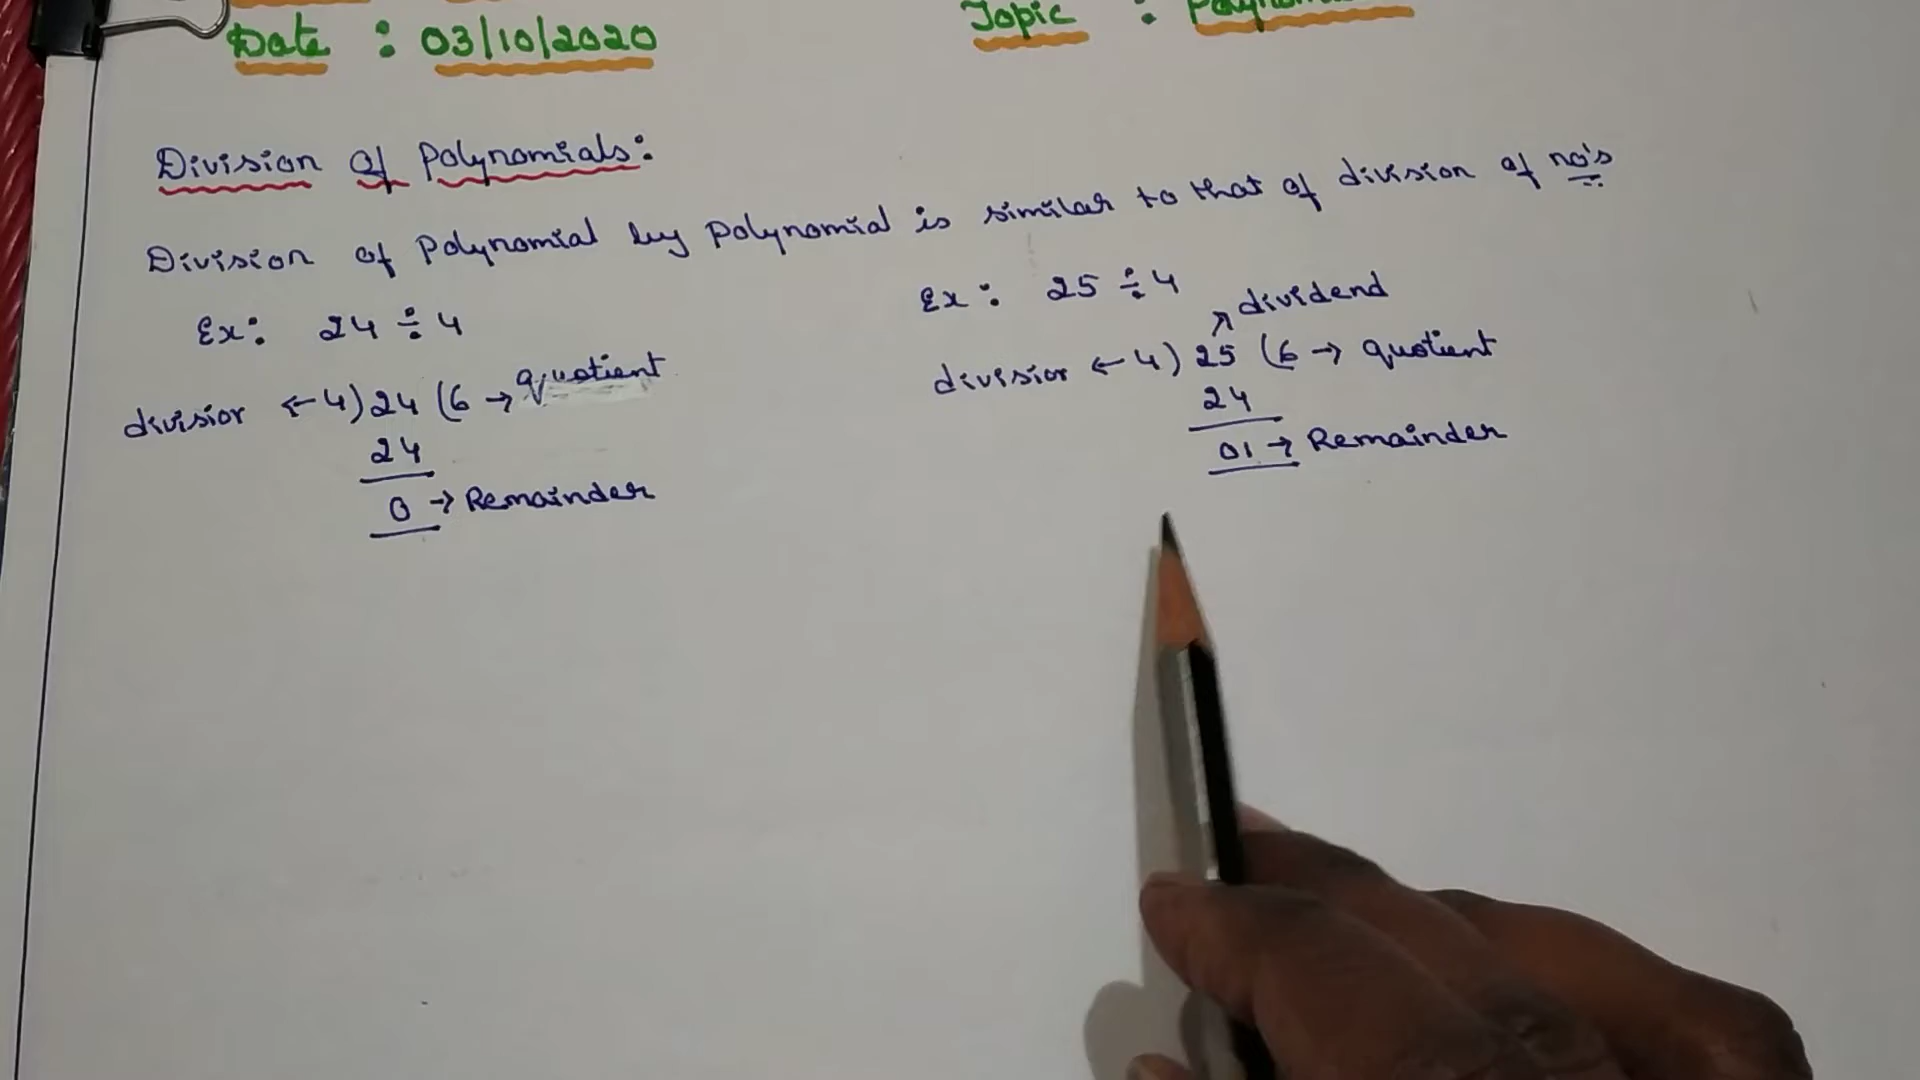 Date : 03/10/2020
Topic :
Division of Polynomials:
Division of Polynomial by Polynomial is similar to that of division of no's
Ex: 24 ÷ 4
divisior ← 4) 24 (6 → quotient
24
0 → Remainder
Ex: 25 ÷ 4
↗ dividend
division ← 4) 25 (6 → quotient
24
01 → Remainder